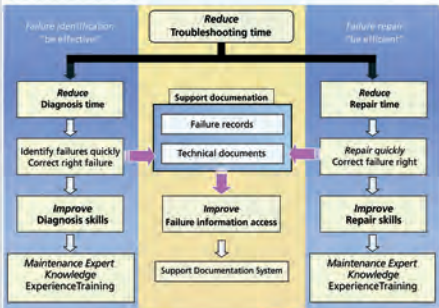 Failure identification
"be effective"
Reduce
Troubleshooting time
Failure repair
"be efficient"
Reduce
Diagnosis time
Support documenation
Failure records
Technical documents
Reduce
Repair time
Identify failures quickly
Correct right failure
Repair quickly
Correct failure right
Improve
Diagnosis skills
Improve
Failure information access
Improve
Repair skills
Maintenance Expert
Knowledge
ExperienceTraining
Support Documentation System
Maintenance Expert
Knowledge
ExperienceTraining